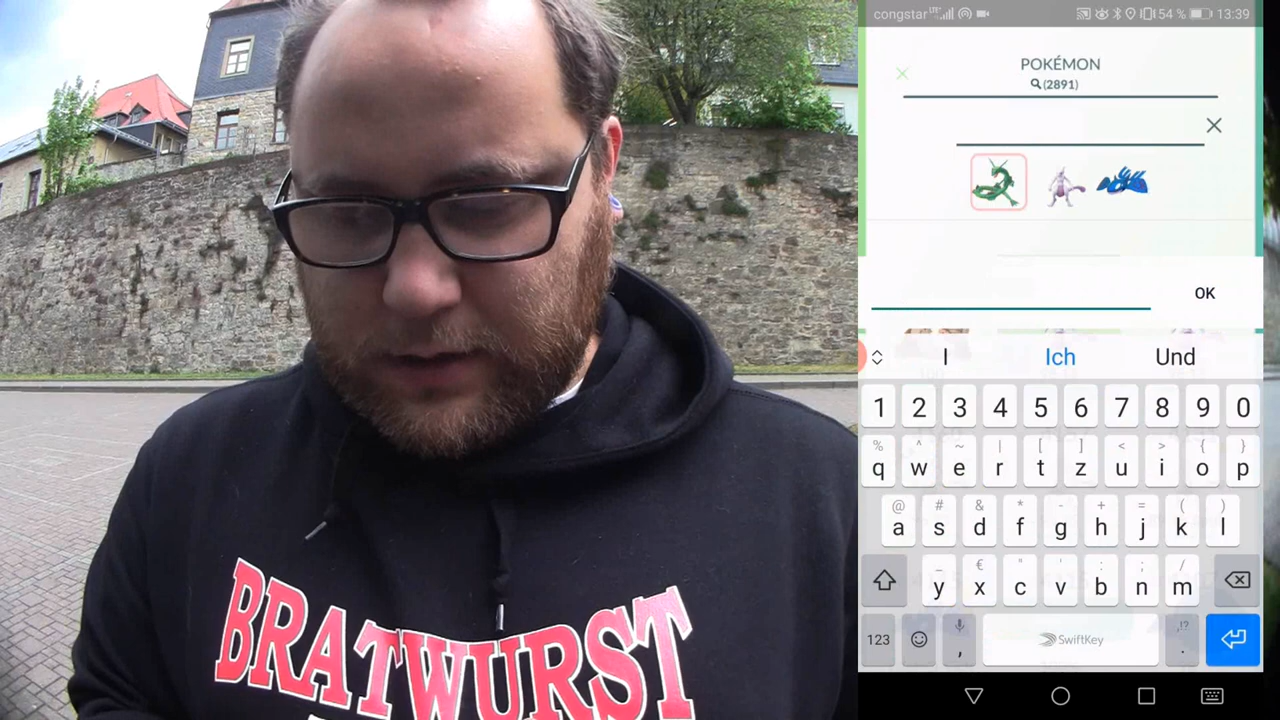 BRATWURST
congstar LTE 54 % 13:39
POKÉMON
(2891)
OK
I Ich Und
1 2 3 4 5 6 7 8 9 0
% ^ ~ | [ ] < > { }
q w e r t z u i o p
@ # & * - + = ( )
a s d f g h j k l
_ € " ' : ; /
y x c v b n m
123 , SwiftKey ,!? .